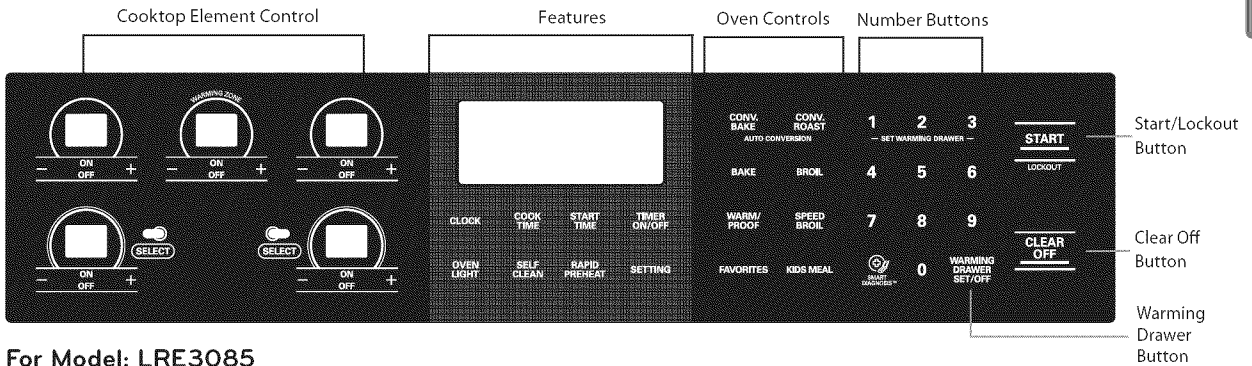 Cooktop Element Control
Features
Oven Controls
Number Buttons
WARMING ZONE
- ON +
OFF
- ON +
OFF
- ON +
OFF
SELECT
SELECT
- ON +
OFF
- ON +
OFF
CLOCK
COOK
TIME
START
TIME
TIMER
ON/OFF
OVEN
LIGHT
SELF
CLEAN
RAPID
PREHEAT
SETTING
CONV.
BAKE
CONV.
ROAST
AUTO CONVERSION
BAKE
BROIL
WARM/
PROOF
SPEED
BROIL
FAVORITES
KIDS MEAL
1 2 3
— SET WARMING DRAWER —
4 5 6
7 8 9
SMART
DIAGNOSIS™
0
WARMING
DRAWER
SET/OFF
START
LOCKOUT
CLEAR
OFF
Start/Lockout
Button
Clear Off
Button
Warming
Drawer
Button
For Model: LRE3085